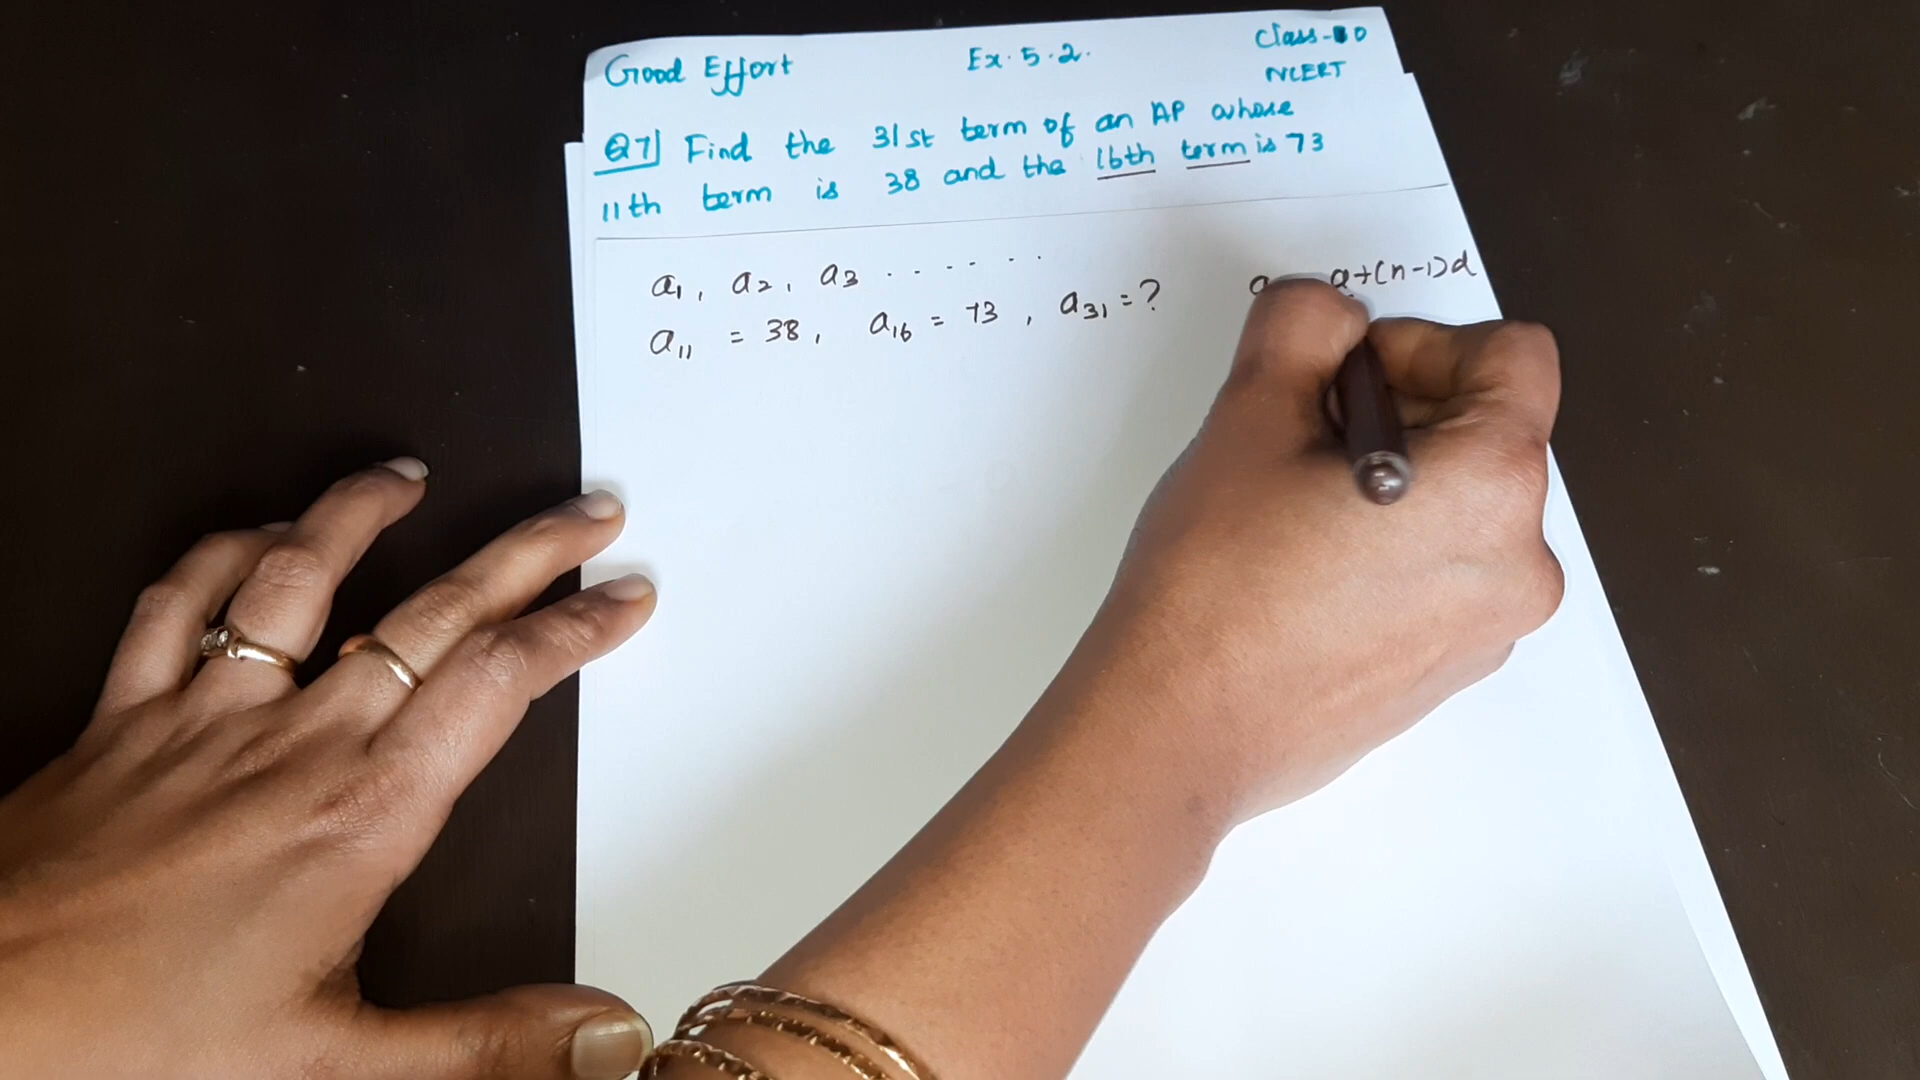 Good Effort Ex. 5.2. Class-10
NCERT
Q7] Find the 31st term of an AP whose
11th term is 38 and the 16th term is 73
a1, a2, a3 .......
a11 = 38, a16 = 73, a31 = ? a a+(n-1)d